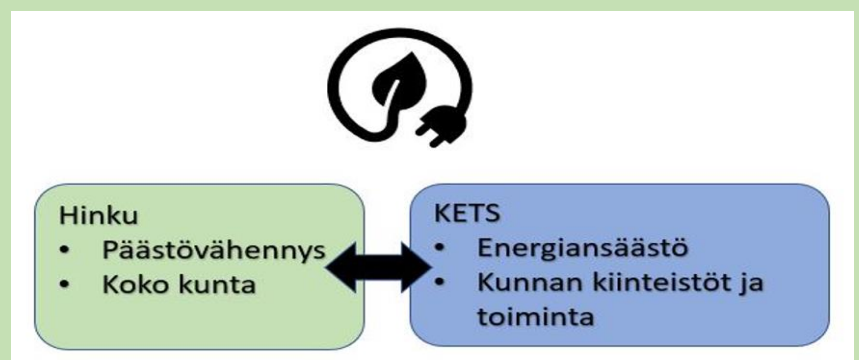 Hinku
• Päästövähennys
• Koko kunta
KETS
• Energiansäästö
• Kunnan kiinteistöt ja
toiminta